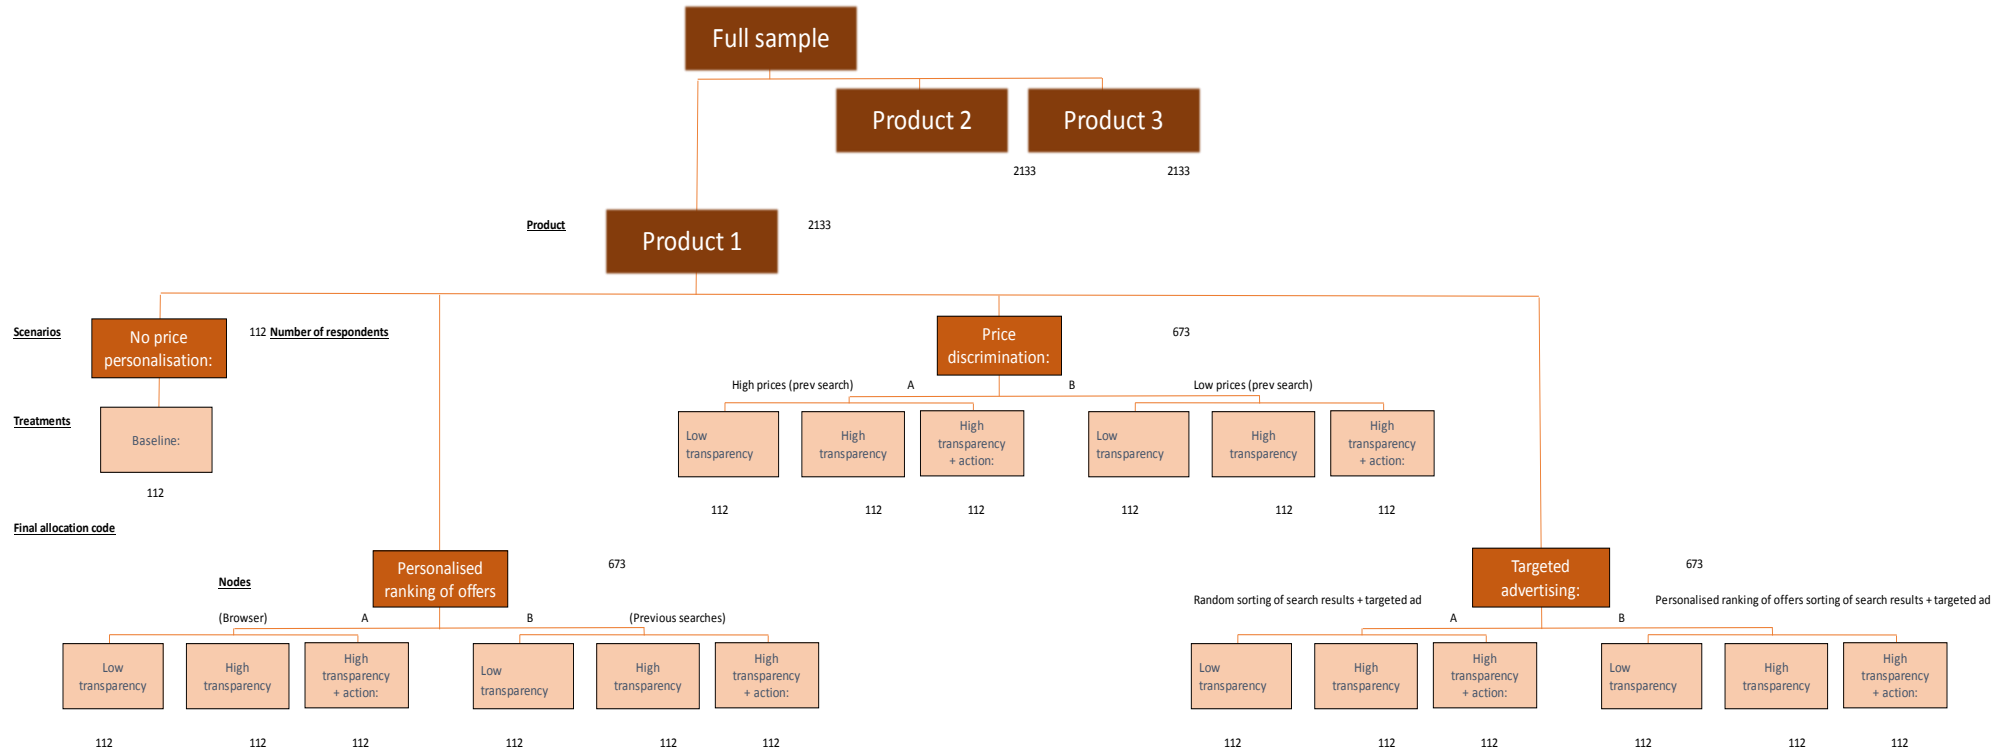 Full sample
Product 2
Product 3
2133
2133
Product
Product 1
2133
Scenarios
No price
personalisation:
112 Number of respondents
Price
discrimination:
673
High prices (prev search)
A
B
Low prices (prev search)
Treatments
Baseline:
Low
transparency
High
transparency
High
transparency
+ action:
Low
transparency
High
transparency
High
transparency
+ action:
112
112
112
112
112
112
112
Final allocation code
Personalised
ranking of offers
673
Targeted
advertising:
673
Nodes
(Browser)
A
B
(Previous searches)
Random sorting of search results + targeted ad
A
B
Personalised ranking of offers sorting of search results + targeted ad
Low
transparency
High
transparency
High
transparency
+ action:
Low
transparency
High
transparency
High
transparency
+ action:
Low
transparency
High
transparency
High
transparency
+ action:
Low
transparency
High
transparency
High
transparency
+ action:
112
112
112
112
112
112
112
112
112
112
112
112